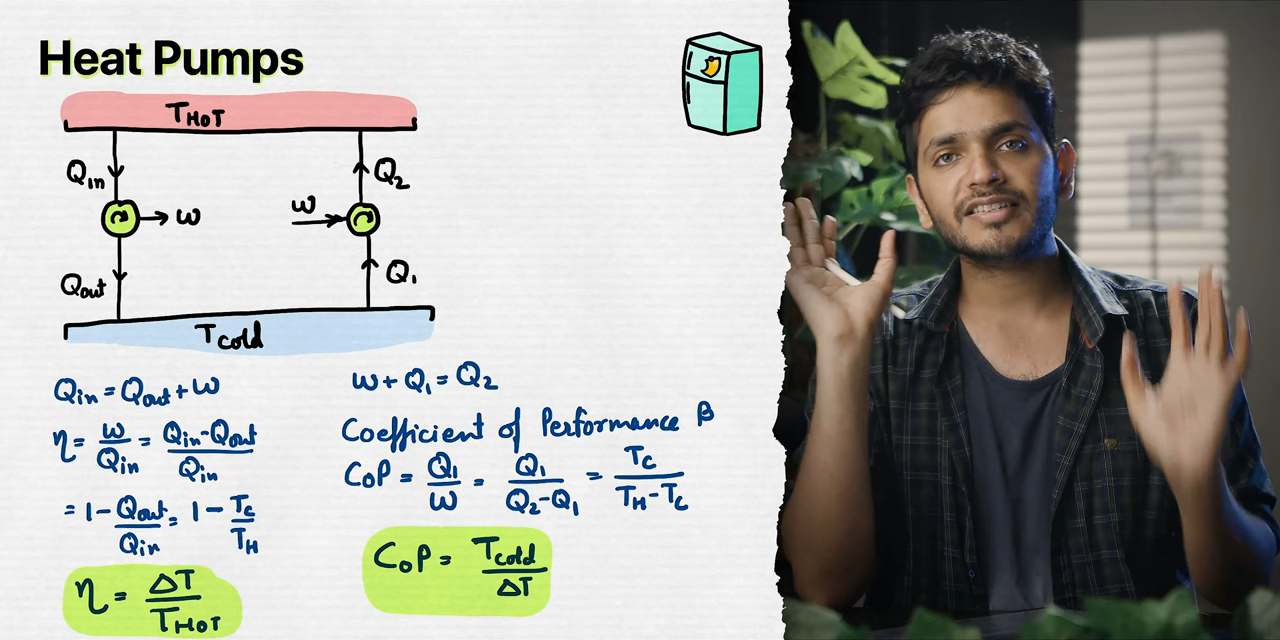 Heat Pumps
THOT
Qin
W
Qout
W
Q2
Q1
Tcold
Qin = Qout + W
η = W/Qin = Qin-Qout/Qin
= 1 - Qout/Qin = 1 - Tc/TH
η = ΔT/THOT
W + Q1 = Q2
Coefficient of Performance β
COP = Q1/W = Q1/Q2-Q1 = TC/TH-TC
COP = Tcold/ΔT